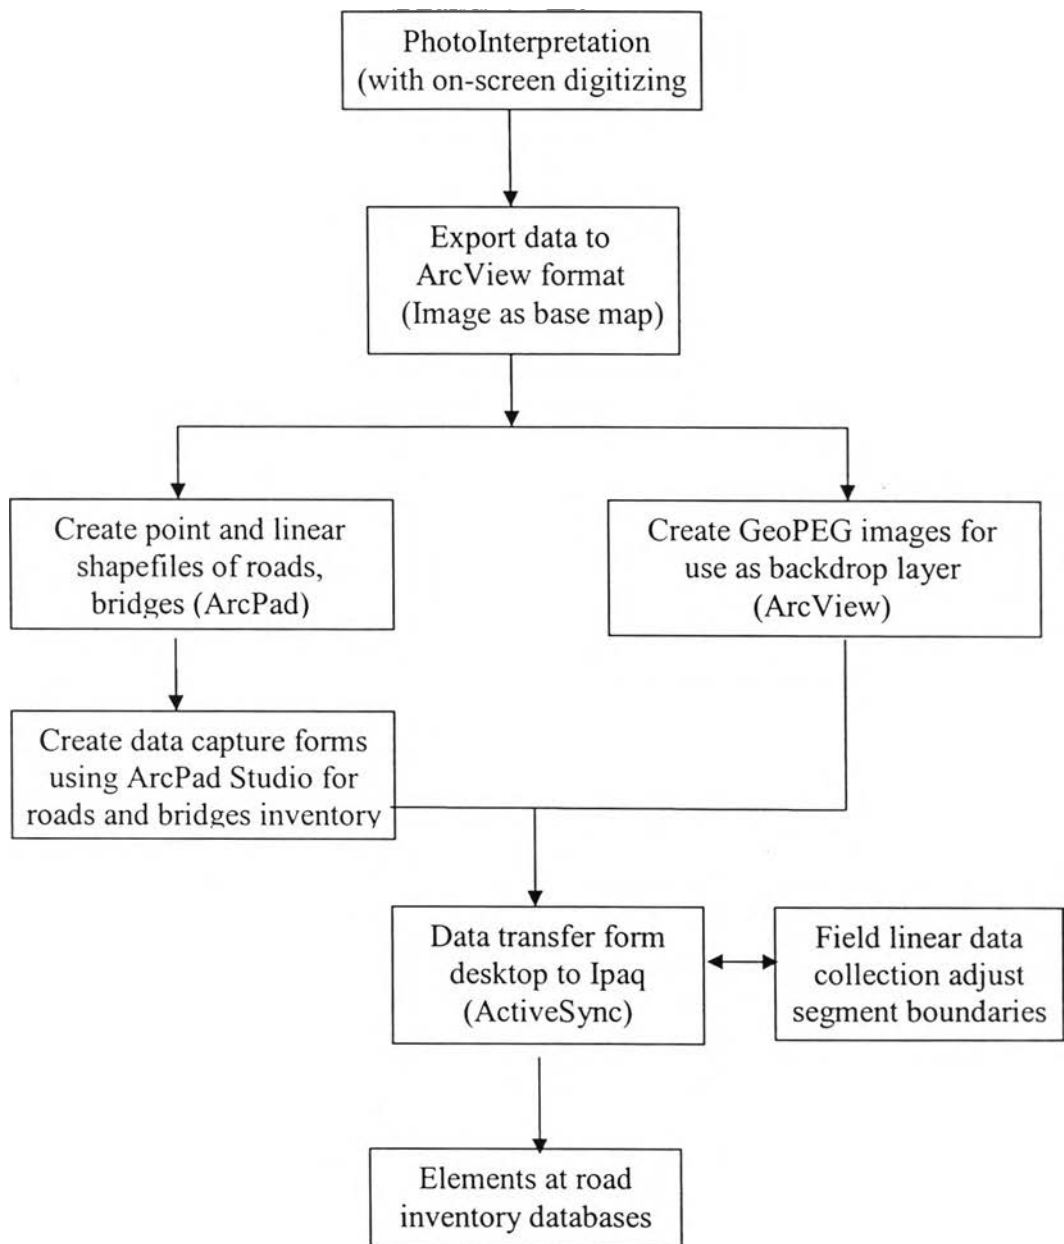 PhotoInterpretation
(with on-screen digitizing
Export data to
ArcView format
(Image as base map)
Create point and linear
shapefiles of roads,
bridges (ArcPad)
Create GeoPEG images for
use as backdrop layer
(ArcView)
Create data capture forms
using ArcPad Studio for
roads and bridges inventory
Data transfer form
desktop to Ipaq
(ActiveSync)
Field linear data
collection adjust
segment boundaries
Elements at road
inventory databases